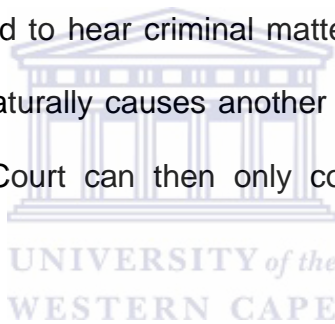 d to hear criminal matte
aturally causes another
Court can then only co
UNIVERSITY of the
WESTERN CAPE